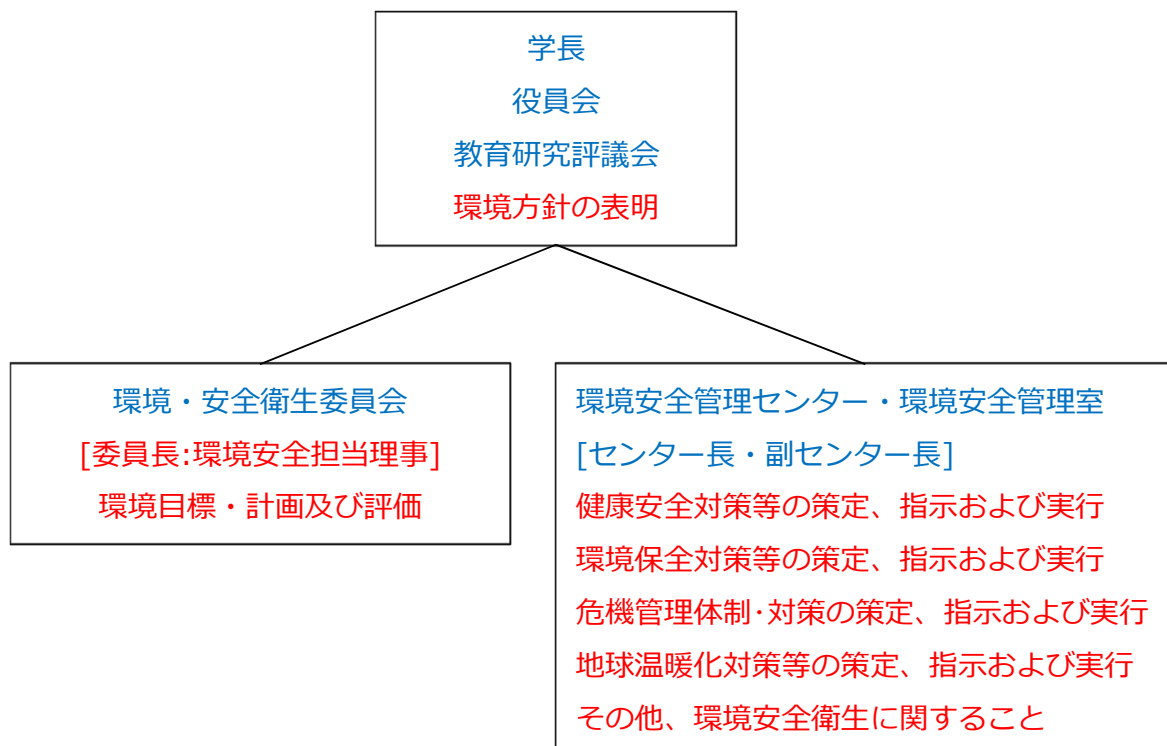 学長
役員会
教育研究評議会
環境方針の表明
環境・安全衛生委員会
[委員長:環境安全担当理事]
環境目標・計画及び評価
環境安全管理センター・環境安全管理室
[センター長・副センター長]
健康安全対策等の策定、指示および実行
環境保全対策等の策定、指示および実行
危機管理体制･対策の策定、指示および実行
地球温暖化対策等の策定、指示および実行
その他、環境安全衛生に関すること